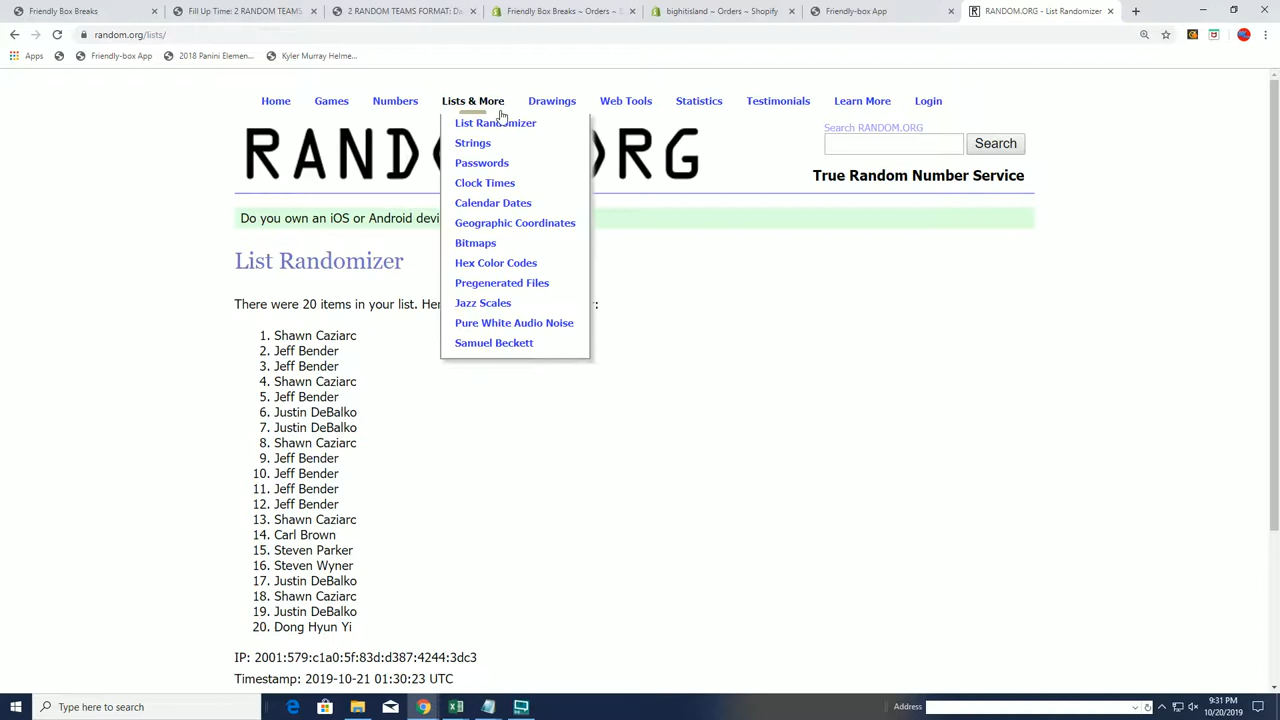 Friendly Box Breaks
Fill Up Time: 2 RANDOM TEAMS
2 RANDOM TEAMS FORMAT: D
Friendly Box Breaks ~ Orders ~ S
bightisland ~ Orders ~ Shopify
Friendly-box App
RANDOM.ORG - List Randomizer
random.org/lists/
Apps
Friendly-box App
2018 Panini Elemen...
Kyler Murray Helme...
Home
Games
Numbers
Lists & More
Drawings
Web Tools
Statistics
Testimonials
Learn More
Login
List Randomizer
Strings
Passwords
Clock Times
Calendar Dates
Geographic Coordinates
Bitmaps
Hex Color Codes
Pregenerated Files
Jazz Scales
Pure White Audio Noise
Samuel Beckett
RAND
ORG
Search RANDOM.ORG
Search
True Random Number Service
Do you own an iOS or Android devi
List Randomizer
There were 20 items in your list. Her
1. Shawn Caziarc
2. Jeff Bender
3. Jeff Bender
4. Shawn Caziarc
5. Jeff Bender
6. Justin DeBalko
7. Justin DeBalko
8. Shawn Caziarc
9. Jeff Bender
10. Jeff Bender
11. Jeff Bender
12. Jeff Bender
13. Shawn Caziarc
14. Carl Brown
15. Steven Parker
16. Steven Wyner
17. Justin DeBalko
18. Shawn Caziarc
19. Justin DeBalko
20. Dong Hyun Yi
IP: 2001:579:c1a0:5f:83d:d387:4244:3dc3
Timestamp: 2019-10-21 01:30:23 UTC
Type here to search
Address
9:31 PM
10/20/2019